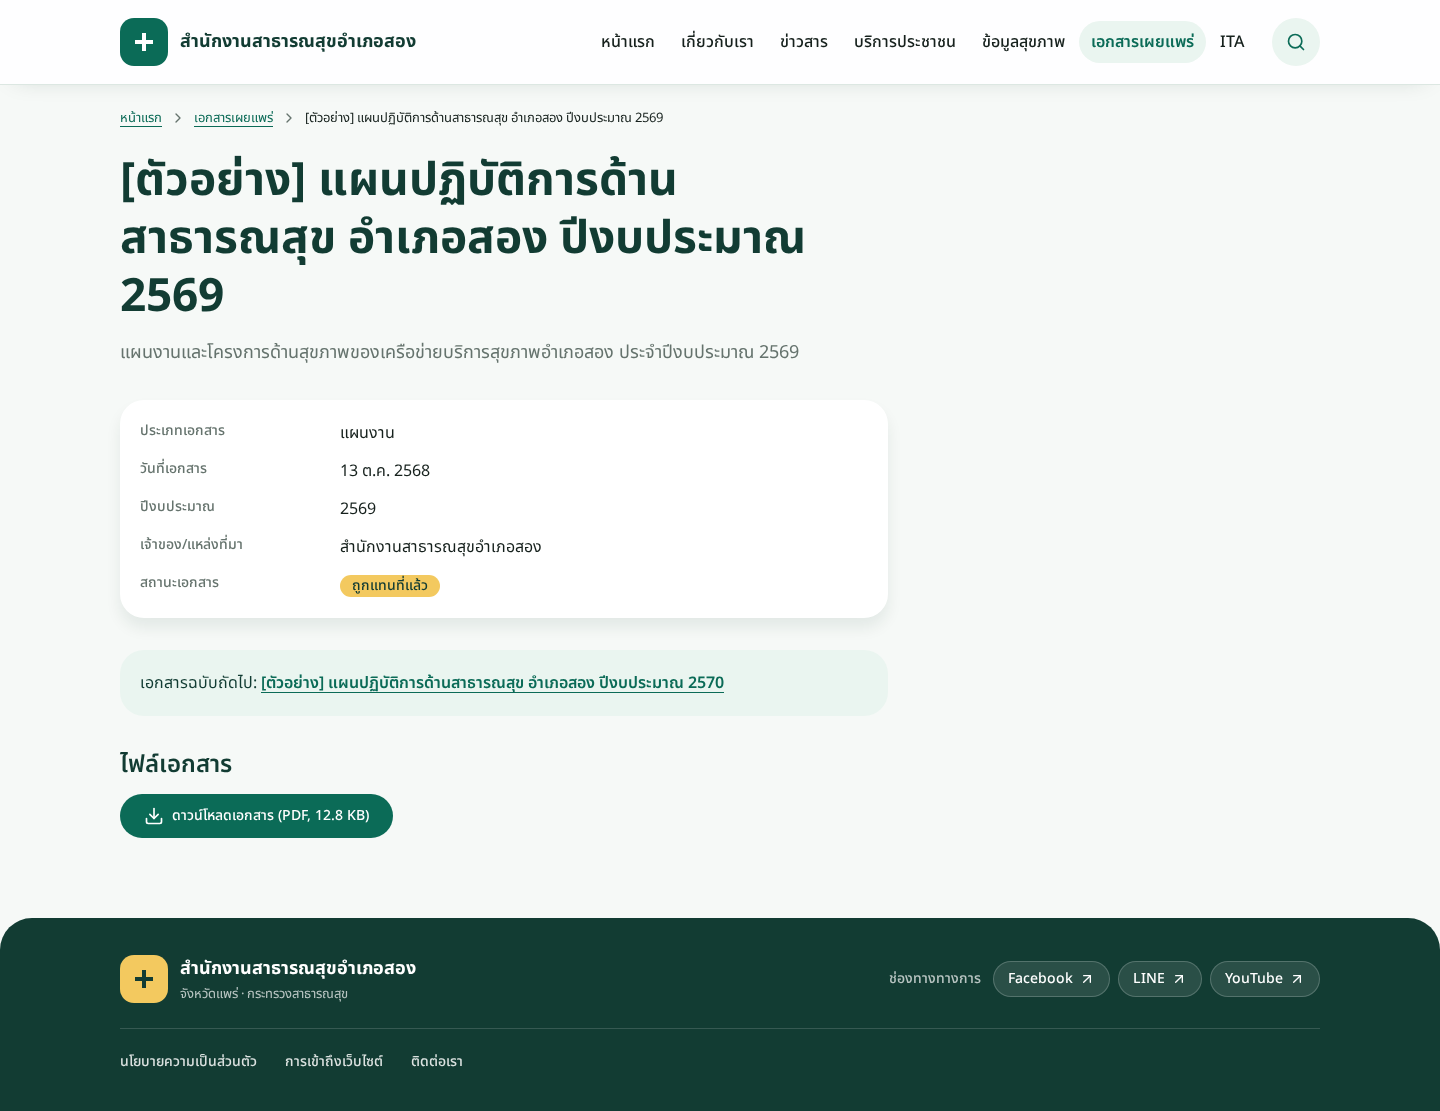 สำนักงานสาธารณสุขอำเภอสอง
หน้าแรก เกี่ยวกับเรา ข่าวสาร บริการประชาชน ข้อมูลสุขภาพ เอกสารเผยแพร่ ITA
หน้าแรก เอกสารเผยแพร่ [ตัวอย่าง] แผนปฏิบัติการด้านสาธารณสุข อำเภอสอง ปีงบประมาณ 2569
[ตัวอย่าง] แผนปฏิบัติการด้าน
สาธารณสุข อำเภอสอง ปีงบประมาณ
2569
แผนงานและโครงการด้านสุขภาพของเครือข่ายบริการสุขภาพอำเภอสอง ประจำปีงบประมาณ 2569
ประเภทเอกสาร แผนงาน
วันที่เอกสาร 13 ต.ค. 2568
ปีงบประมาณ 2569
เจ้าของ/แหล่งที่มา สำนักงานสาธารณสุขอำเภอสอง
สถานะเอกสาร ถูกแทนที่แล้ว
เอกสารฉบับถัดไป: [ตัวอย่าง] แผนปฏิบัติการด้านสาธารณสุข อำเภอสอง ปีงบประมาณ 2570
ไฟล์เอกสาร
ดาวน์โหลดเอกสาร (PDF, 12.8 KB)
สำนักงานสาธารณสุขอำเภอสอง
จังหวัดแพร่ · กระทรวงสาธารณสุข
ช่องทางทางการ Facebook LINE YouTube
นโยบายความเป็นส่วนตัว การเข้าถึงเว็บไซต์ ติดต่อเรา